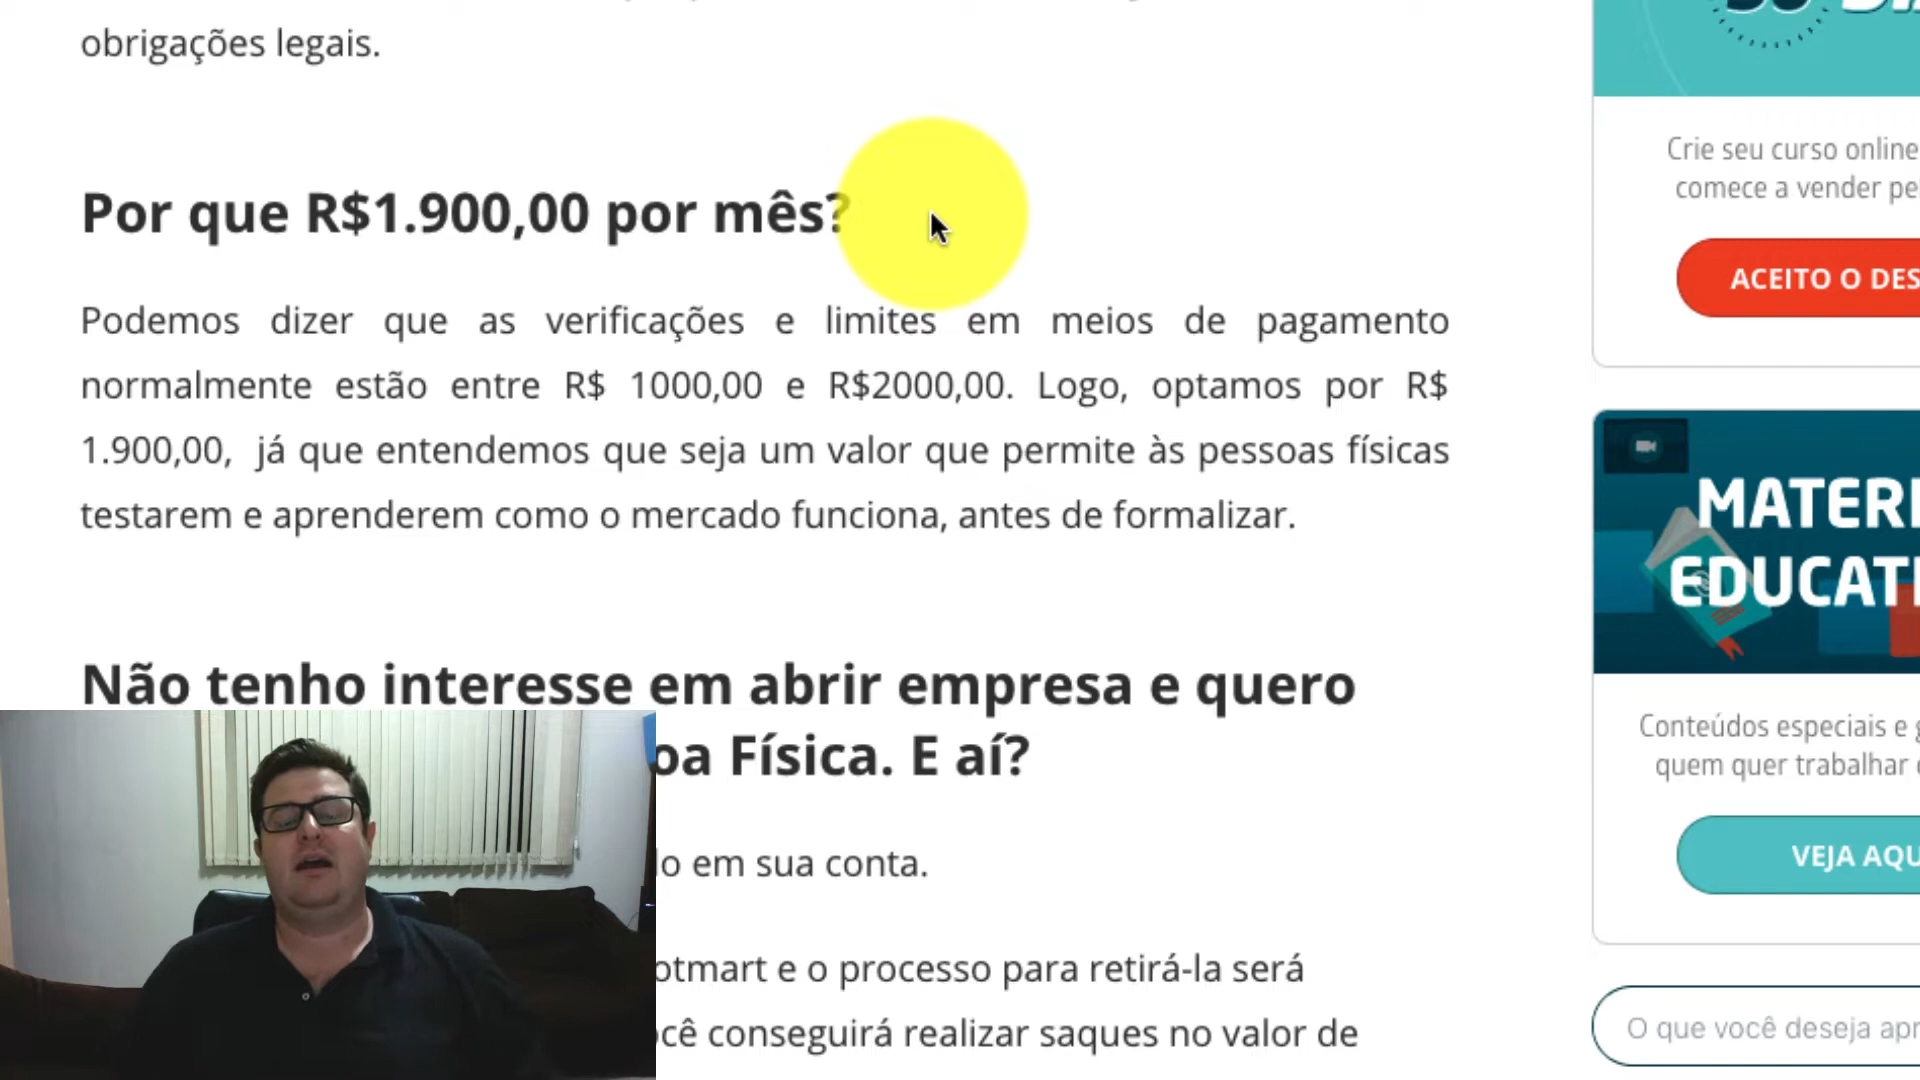 obrigações legais.
Por que R$1.900,00 por mês?
Podemos dizer que as verificações e limites em meios de pagamento
normalmente estão entre R$ 1000,00 e R$2000,00. Logo, optamos por R$
1.900,00, já que entendemos que seja um valor que permite às pessoas físicas
testarem e aprenderem como o mercado funciona, antes de formalizar.
Não tenho interesse em abrir empresa e quero
oa Física. E aí?
lo em sua conta.
otmart e o processo para retirá-la será
ocê conseguirá realizar saques no valor de
Crie seu curso online
comece a vender pel
ACEITO O DES
MATERI
EDUCATI
Conteúdos especiais e g
quem quer trabalhar
VEJA AQU
O que você deseja apr